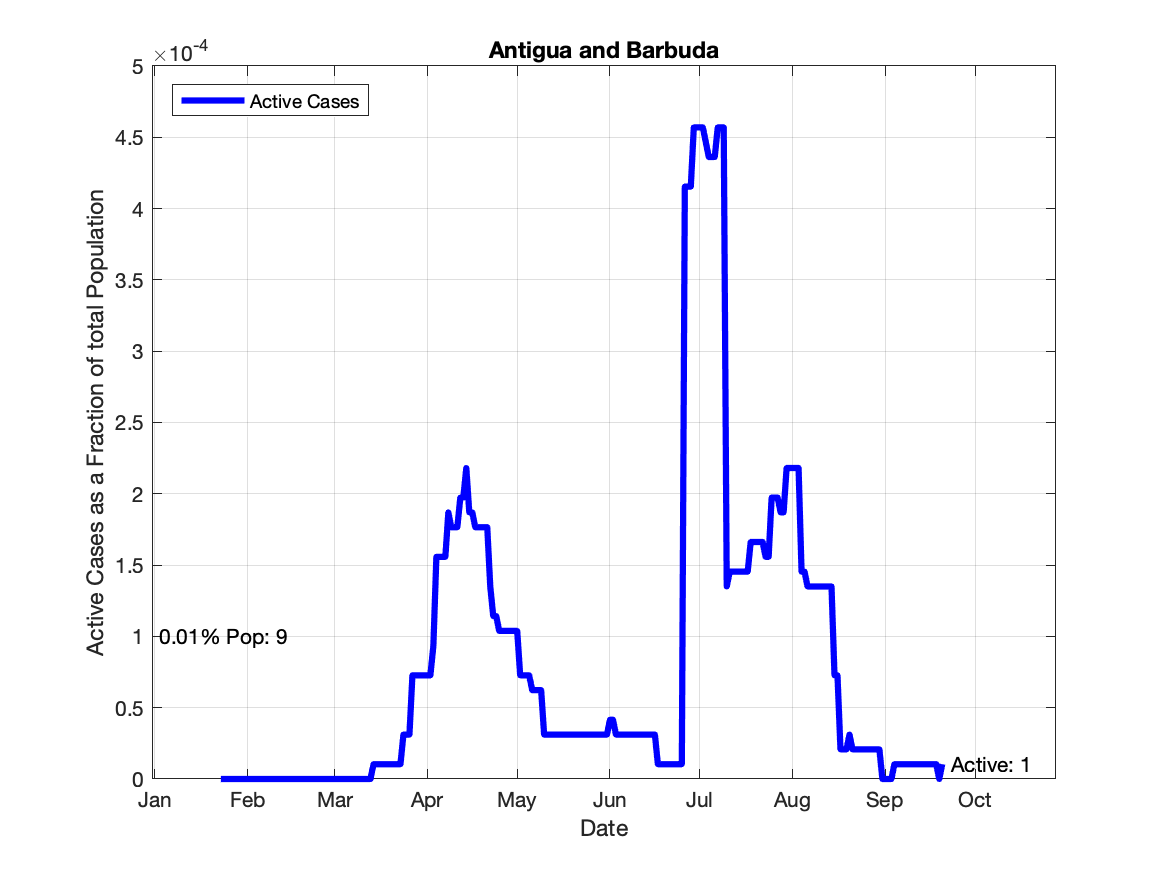 Antigua and Barbuda
×10-4
5
4.5
4
3.5
3
2.5
2
1.5
1
0.5
0
Active Cases as a Fraction of total Population
Active Cases
0.01% Pop: 9
Active: 1
Jan Feb Mar Apr May Jun Jul Aug Sep Oct
Date